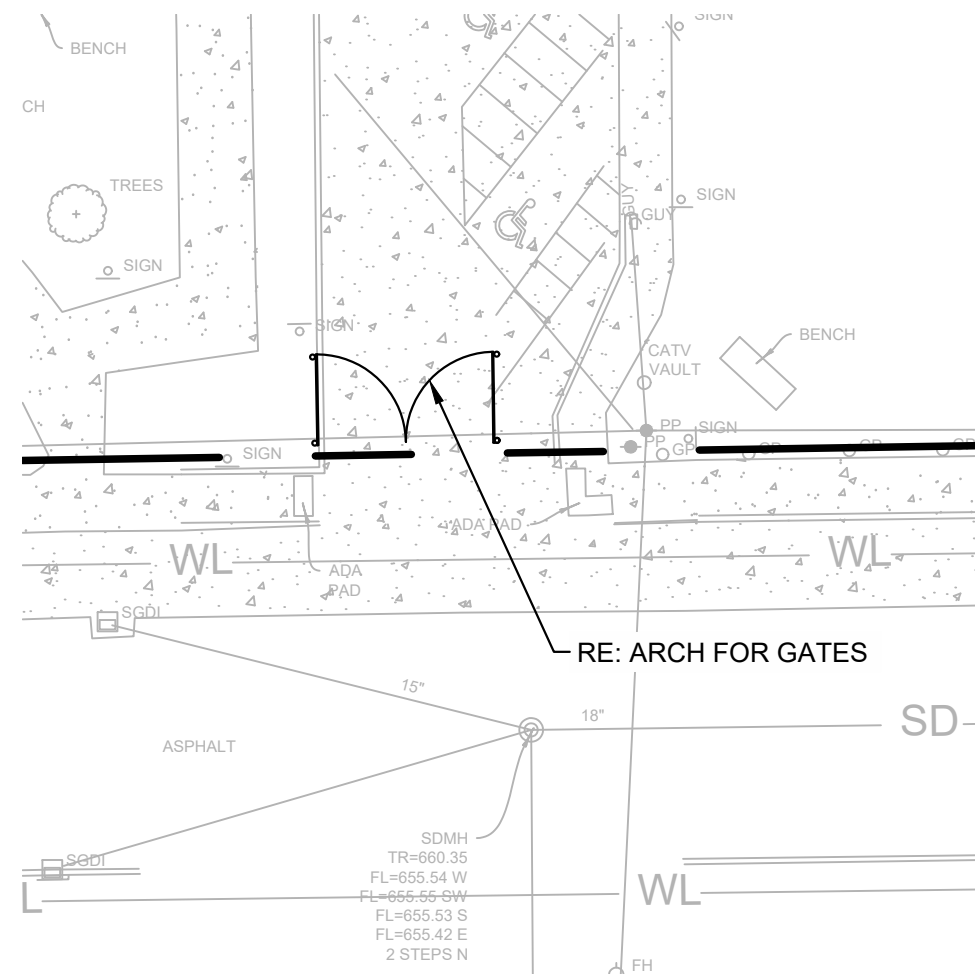 SIGN
BENCH
CH
TREES
SIGN
GUY
GUY
SIGN
SIGN
SIGN
BENCH
CATV
VAULT
PP
SIGN
PP
GP
GP
GP
GP
SIGN
ADA PAD
WL
WL
ADA
PAD
SGDI
RE: ARCH FOR GATES
15"
18"
SD
ASPHALT
SDMH
TR=660.35
FL=655.54 W
FL=655.55 SW
FL=655.53 S
FL=655.42 E
2 STEPS N
SGDI
L
WL
FH